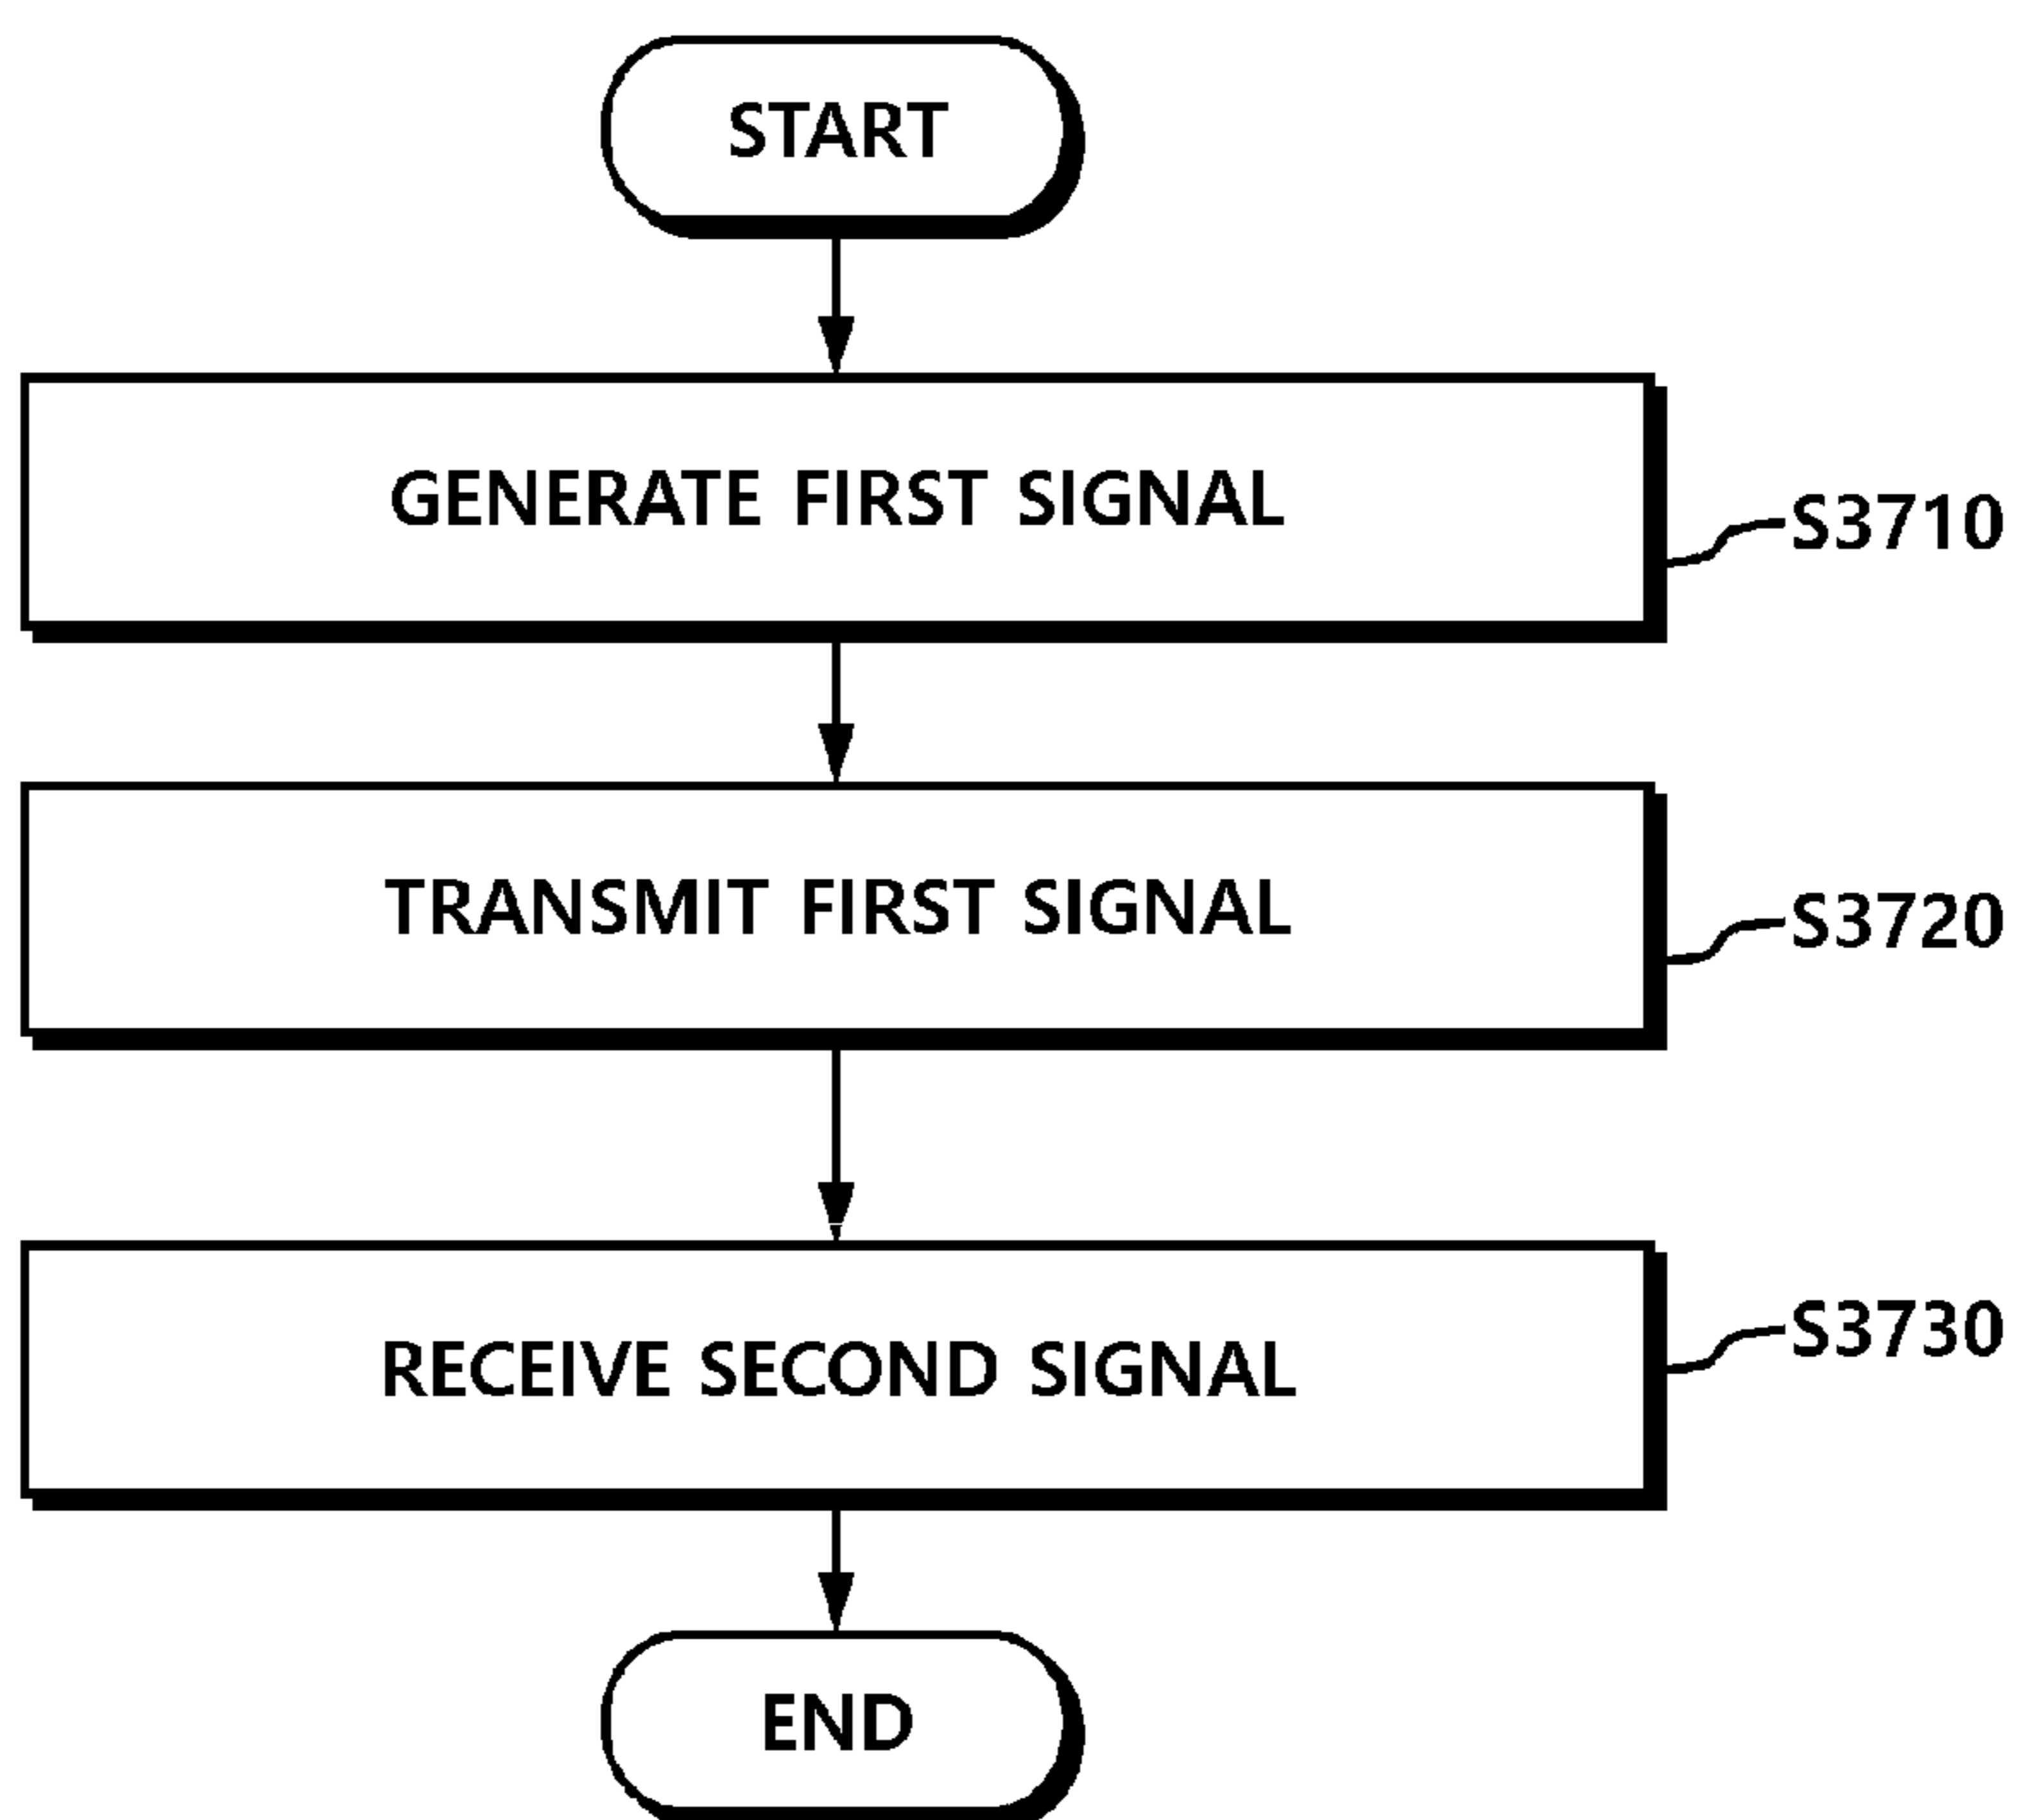 START
GENERATE FIRST SIGNAL
S3710
TRANSMIT FIRST SIGNAL
S3720
RECEIVE SECOND SIGNAL
S3730
END